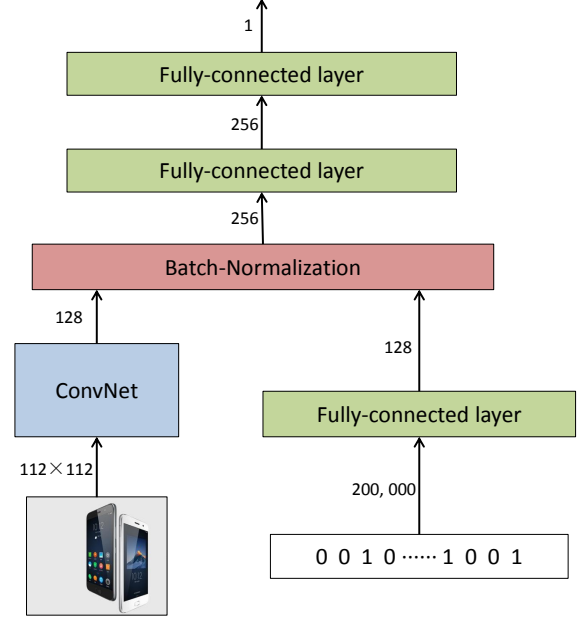 1
Fully-connected layer
256
Fully-connected layer
256
Batch-Normalization
128
128
ConvNet
Fully-connected layer
112×112
200, 000
0 0 1 0 ······ 1 0 0 1